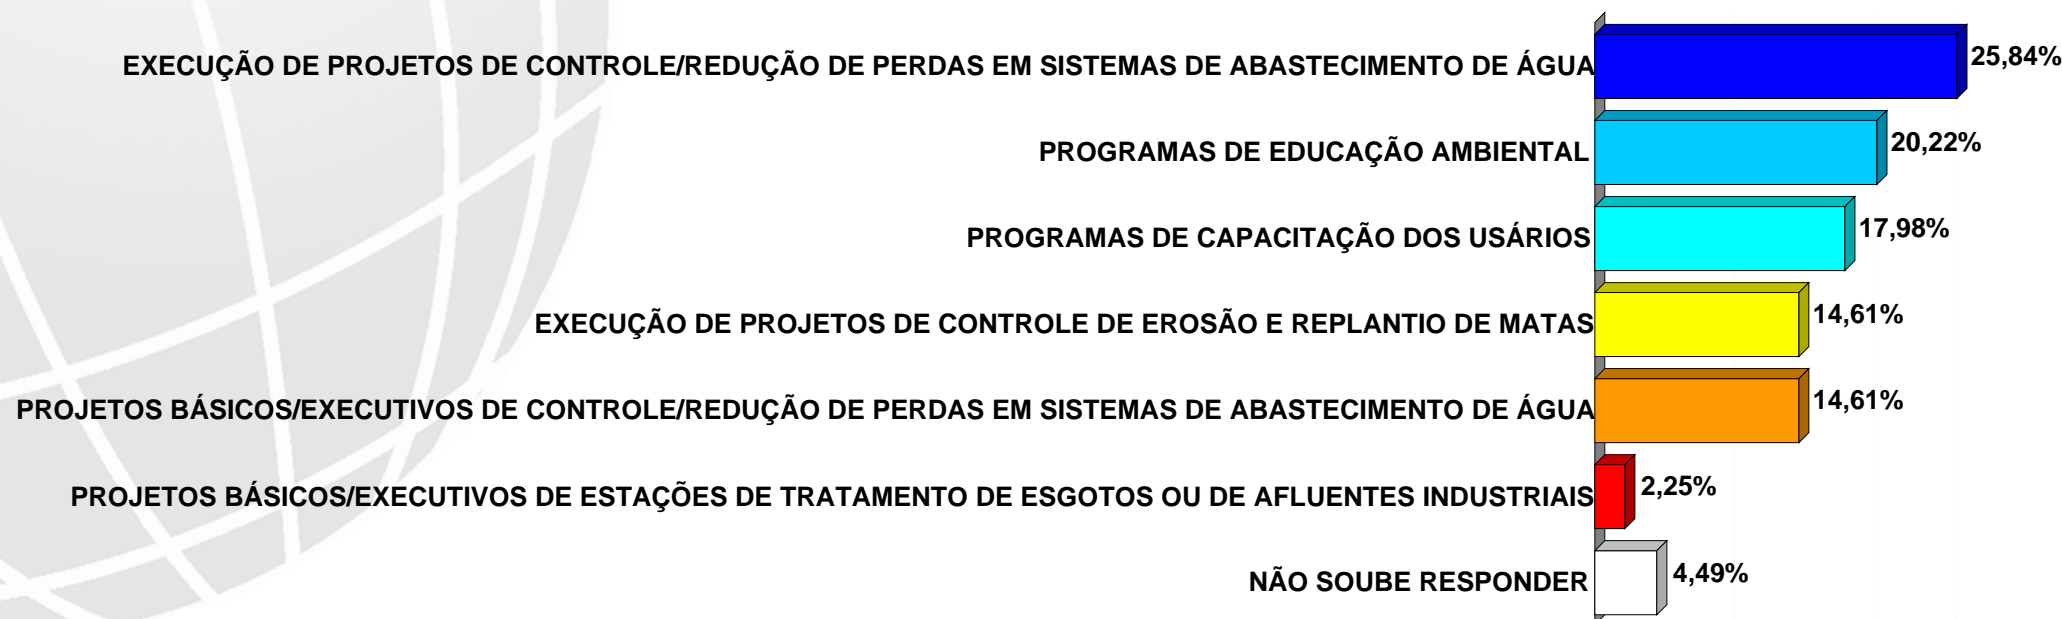 EXECUÇÃO DE PROJETOS DE CONTROLE/REDUÇÃO DE PERDAS EM SISTEMAS DE ABASTECIMENTO DE ÁGUA 25,84%
PROGRAMAS DE EDUCAÇÃO AMBIENTAL 20,22%
PROGRAMAS DE CAPACITAÇÃO DOS USÁRIOS 17,98%
EXECUÇÃO DE PROJETOS DE CONTROLE DE EROSÃO E REPLANTIO DE MATAS 14,61%
PROJETOS BÁSICOS/EXECUTIVOS DE CONTROLE/REDUÇÃO DE PERDAS EM SISTEMAS DE ABASTECIMENTO DE ÁGUA 14,61%
PROJETOS BÁSICOS/EXECUTIVOS DE ESTAÇÕES DE TRATAMENTO DE ESGOTOS OU DE AFLUENTES INDUSTRIAIS 2,25%
NÃO SOUBE RESPONDER 4,49%